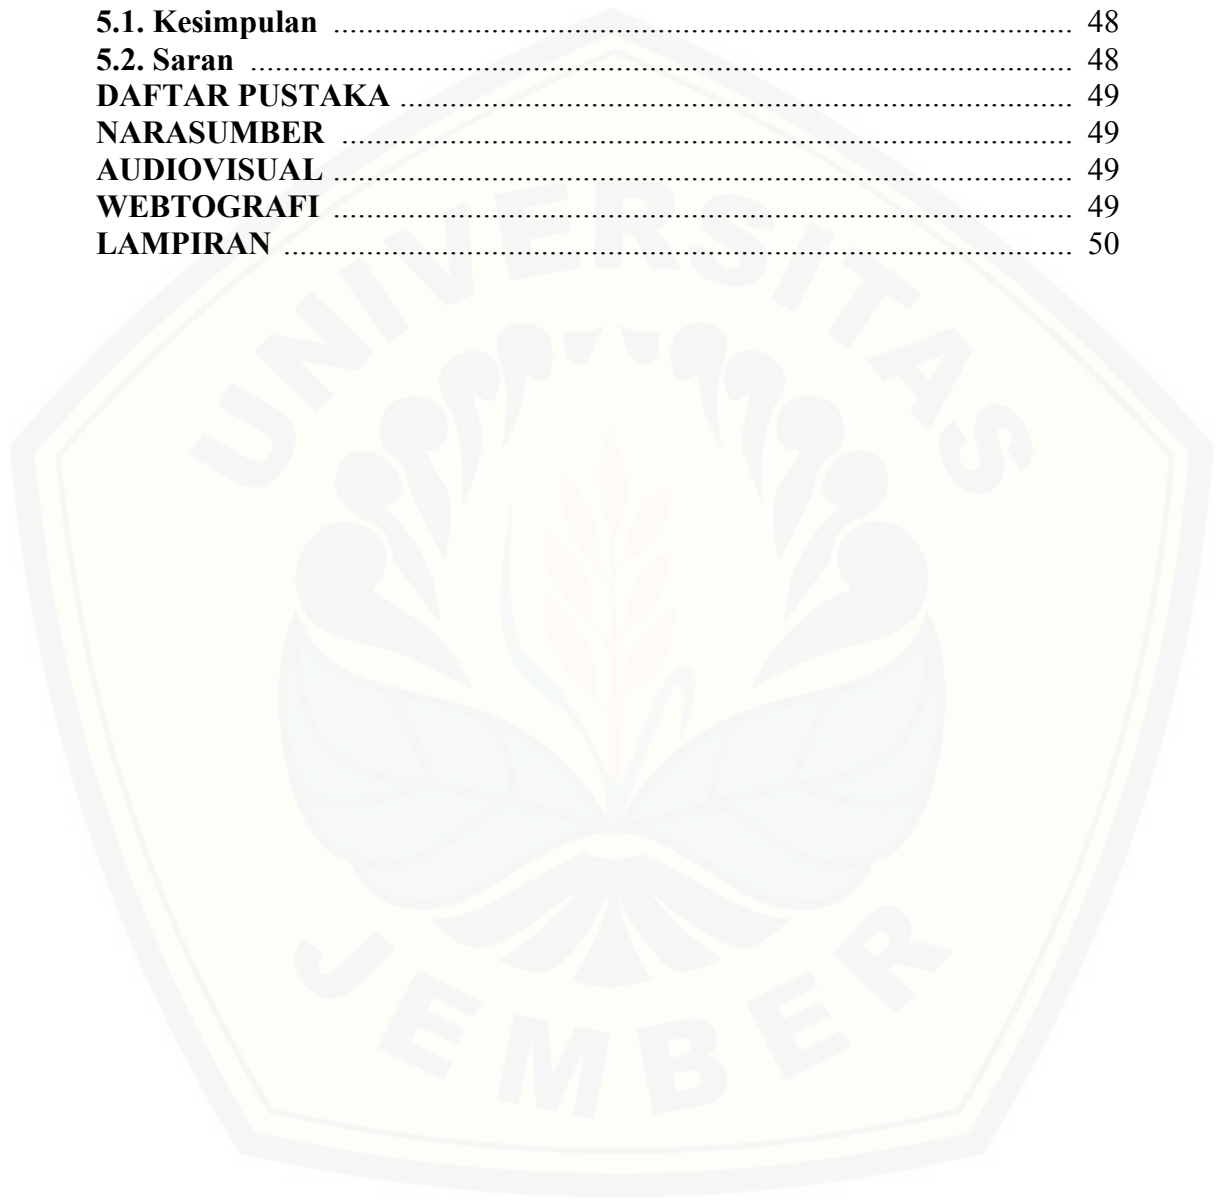 5.1. Kesimpulan .......................................................................................... 48
5.2. Saran .................................................................................................... 48
DAFTAR PUSTAKA .................................................................................. 49
NARASUMBER ......................................................................................... 49
AUDIOVISUAL .......................................................................................... 49
WEBTOGRAFI .......................................................................................... 49
LAMPIRAN ................................................................................................ 50
UNIVERSITAS
JEMBER